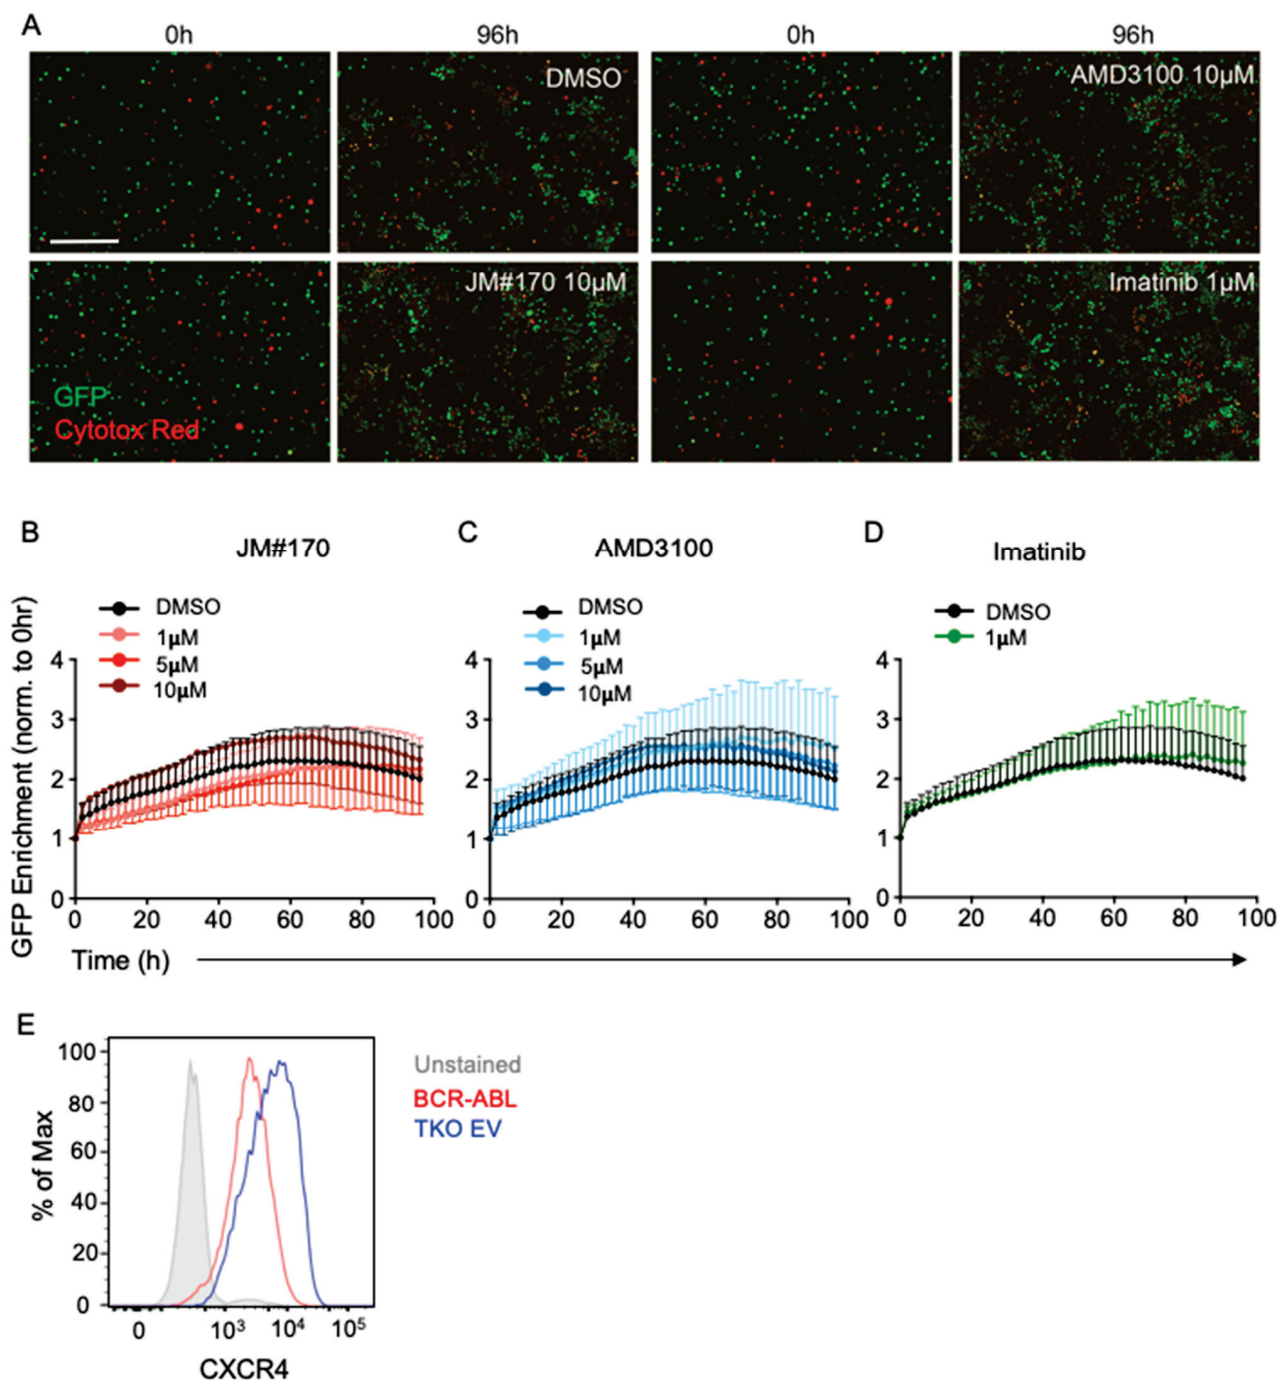 A
0h 96h 0h 96h
DMSO AMD3100 10µM
JM#170 10µM Imatinib 1µM
GFP
Cytotox Red
B JM#170 C AMD3100 D Imatinib
GFP Enrichment (norm. to 0hr)
DMSO
1µM
5µM
10µM
4
3
2
1
0
0 20 40 60 80 100
DMSO
1µM
5µM
10µM
4
3
2
1
0
0 20 40 60 80 100
DMSO
1µM
4
3
2
1
0
0 20 40 60 80 100
Time (h)
E
% of Max
100
80
60
40
20
0
0 10³ 10⁴ 10⁵
CXCR4
Unstained
BCR-ABL
TKO EV